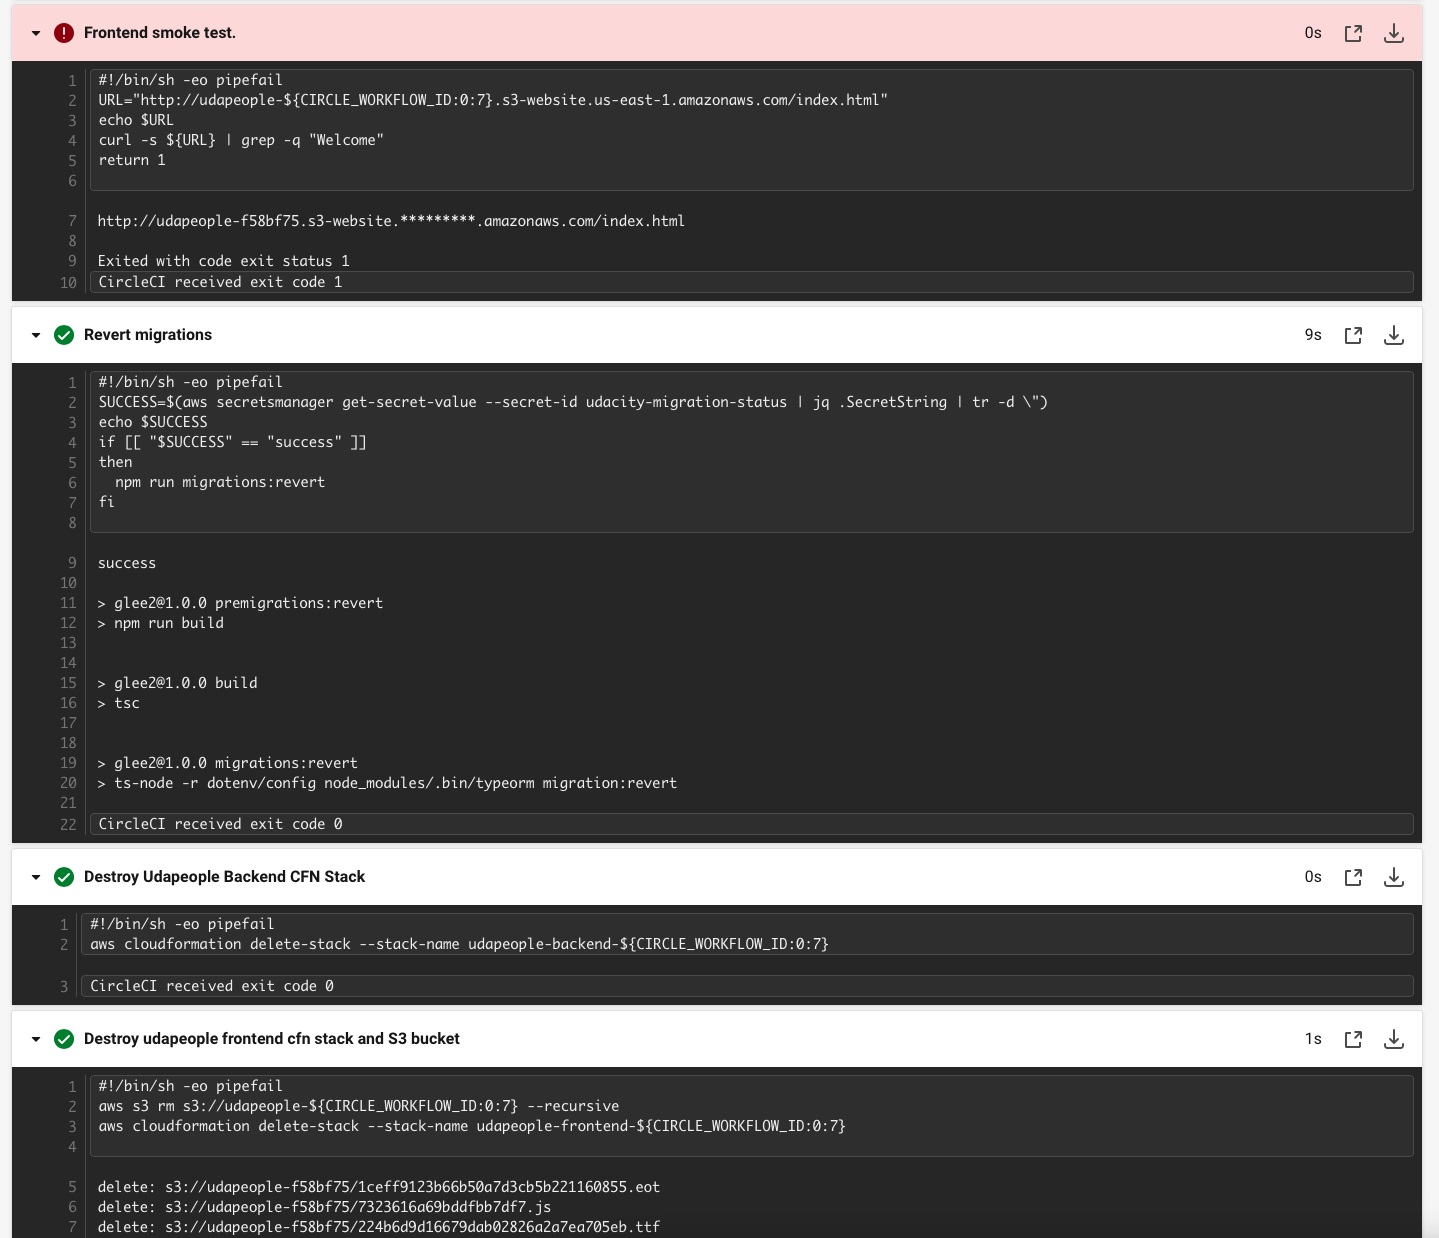 Frontend smoke test.
0s
1 #!/bin/sh -eo pipefail
2 URL="http://udapeople-${CIRCLE_WORKFLOW_ID:0:7}.s3-website.us-east-1.amazonaws.com/index.html"
3 echo $URL
4 curl -s ${URL} | grep -q "Welcome"
5 return 1
6
7 http://udapeople-f58bf75.s3-website.*********.amazonaws.com/index.html
8
9 Exited with code exit status 1
10 CircleCI received exit code 1
Revert migrations
9s
1 #!/bin/sh -eo pipefail
2 SUCCESS=$(aws secretsmanager get-secret-value --secret-id udacity-migration-status | jq .SecretString | tr -d \")
3 echo $SUCCESS
4 if [[ "$SUCCESS" == "success" ]]
5 then
6   npm run migrations:revert
7 fi
8
9 success
10
11 > glee2@1.0.0 premigrations:revert
12 > npm run build
13
14
15 > glee2@1.0.0 build
16 > tsc
17
18
19 > glee2@1.0.0 migrations:revert
20 > ts-node -r dotenv/config node_modules/.bin/typeorm migration:revert
21
22 CircleCI received exit code 0
Destroy Udapeople Backend CFN Stack
0s
1 #!/bin/sh -eo pipefail
2 aws cloudformation delete-stack --stack-name udapeople-backend-${CIRCLE_WORKFLOW_ID:0:7}
3 CircleCI received exit code 0
Destroy udapeople frontend cfn stack and S3 bucket
1s
1 #!/bin/sh -eo pipefail
2 aws s3 rm s3://udapeople-${CIRCLE_WORKFLOW_ID:0:7} --recursive
3 aws cloudformation delete-stack --stack-name udapeople-frontend-${CIRCLE_WORKFLOW_ID:0:7}
4
5 delete: s3://udapeople-f58bf75/1ceff9123b66b50a7d3cb5b221160855.eot
6 delete: s3://udapeople-f58bf75/7323616a69bddfbb7df7.js
7 delete: s3://udapeople-f58bf75/224b6d9d16679dab02826a2a7ea705eb.ttf